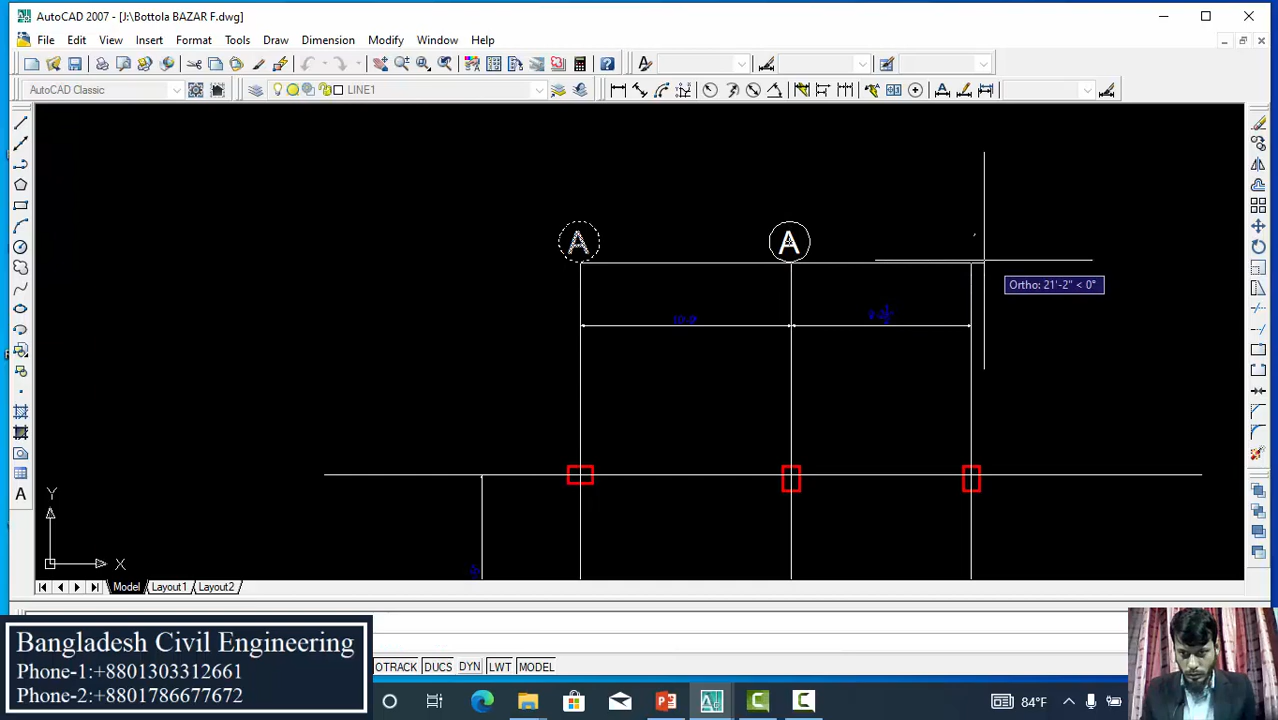 AutoCAD 2007 - [J:\Bottola BAZAR F.dwg]
File Edit View Insert Format Tools Draw Dimension Modify Window Help
AutoCAD Classic LINE1
A A
Ortho: 21'-2" < 0°
Y
X
Model Layout1 Layout2
Bangladesh Civil Engineering
Phone-1:+8801303312661
Phone-2:+8801786677672
OTRACK DUCS DYN LWT MODEL
84°F